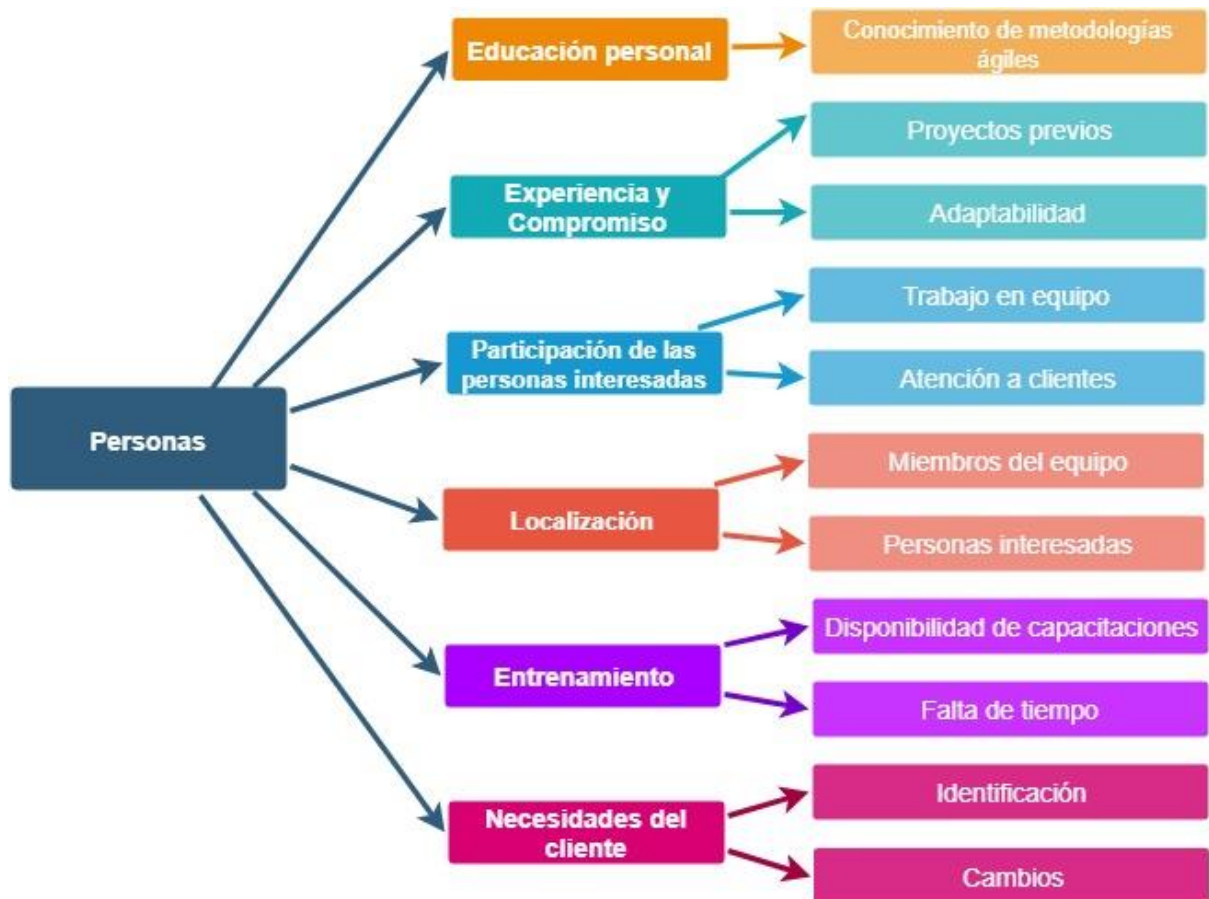 Personas
Educación personal
Conocimiento de metodologías
ágiles
Experiencia y
Compromiso
Proyectos previos
Adaptabilidad
Participación de las
personas interesadas
Trabajo en equipo
Atención a clientes
Localización
Miembros del equipo
Personas interesadas
Entrenamiento
Disponibilidad de capacitaciones
Falta de tiempo
Necesidades del
cliente
Identificación
Cambios